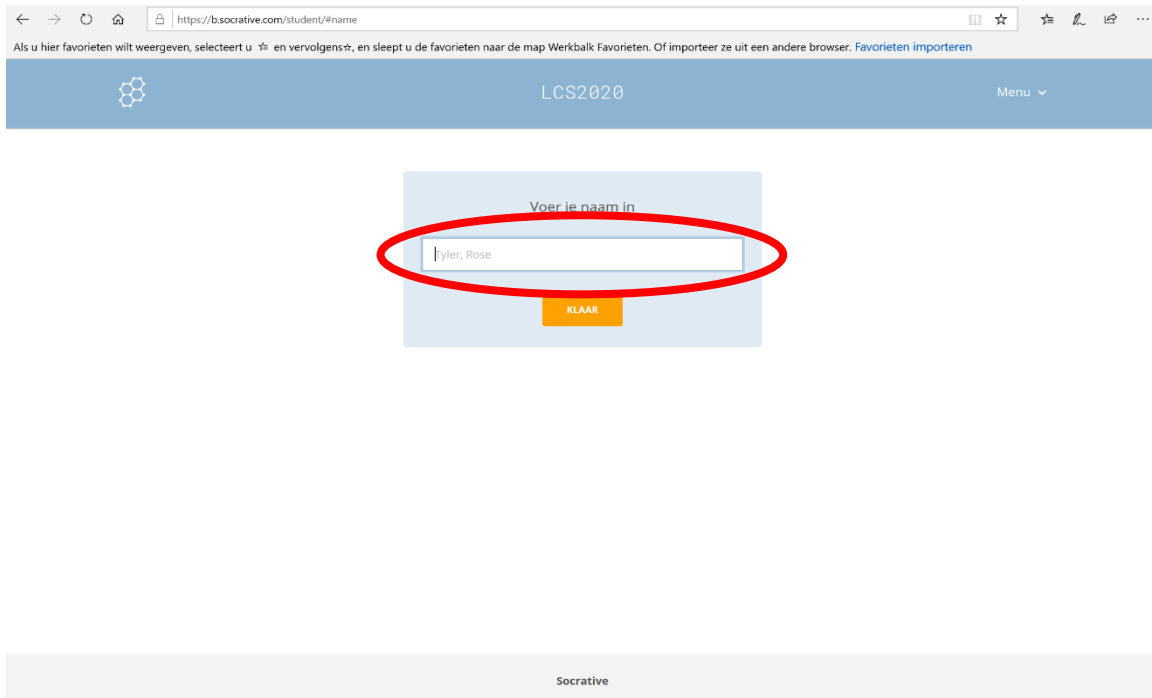 https://b.socrative.com/student/#name
Als u hier favorieten wilt weergeven, selecteert u en vervolgens☆, en sleept u de favorieten naar de map Werkbalk Favorieten. Of importeer ze uit een andere browser. Favorieten importeren
LCS2020
Menu
Voer je naam in
Tyler, Rose
KLAAR
Socrative